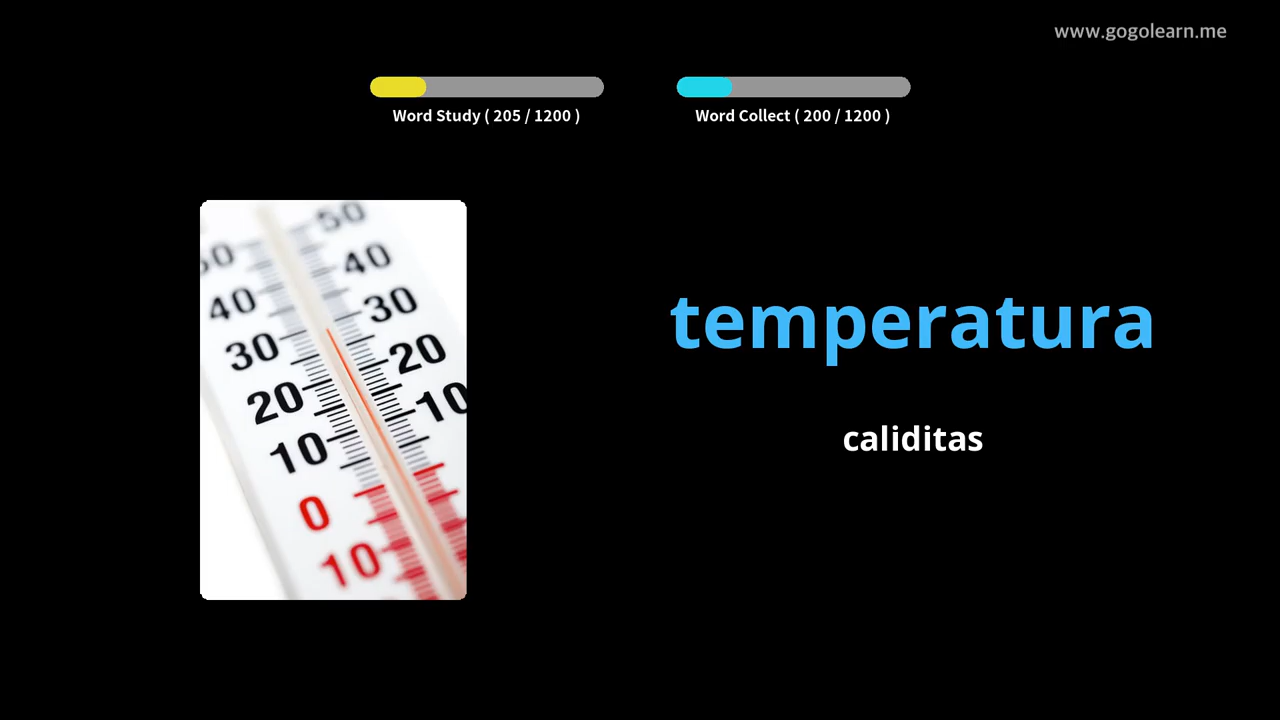 www.gogolearn.me
Word Study ( 205 / 1200 )
Word Collect ( 200 / 1200 )
50
40
40
30
30
20
20
10
10
0
10
temperatura
caliditas